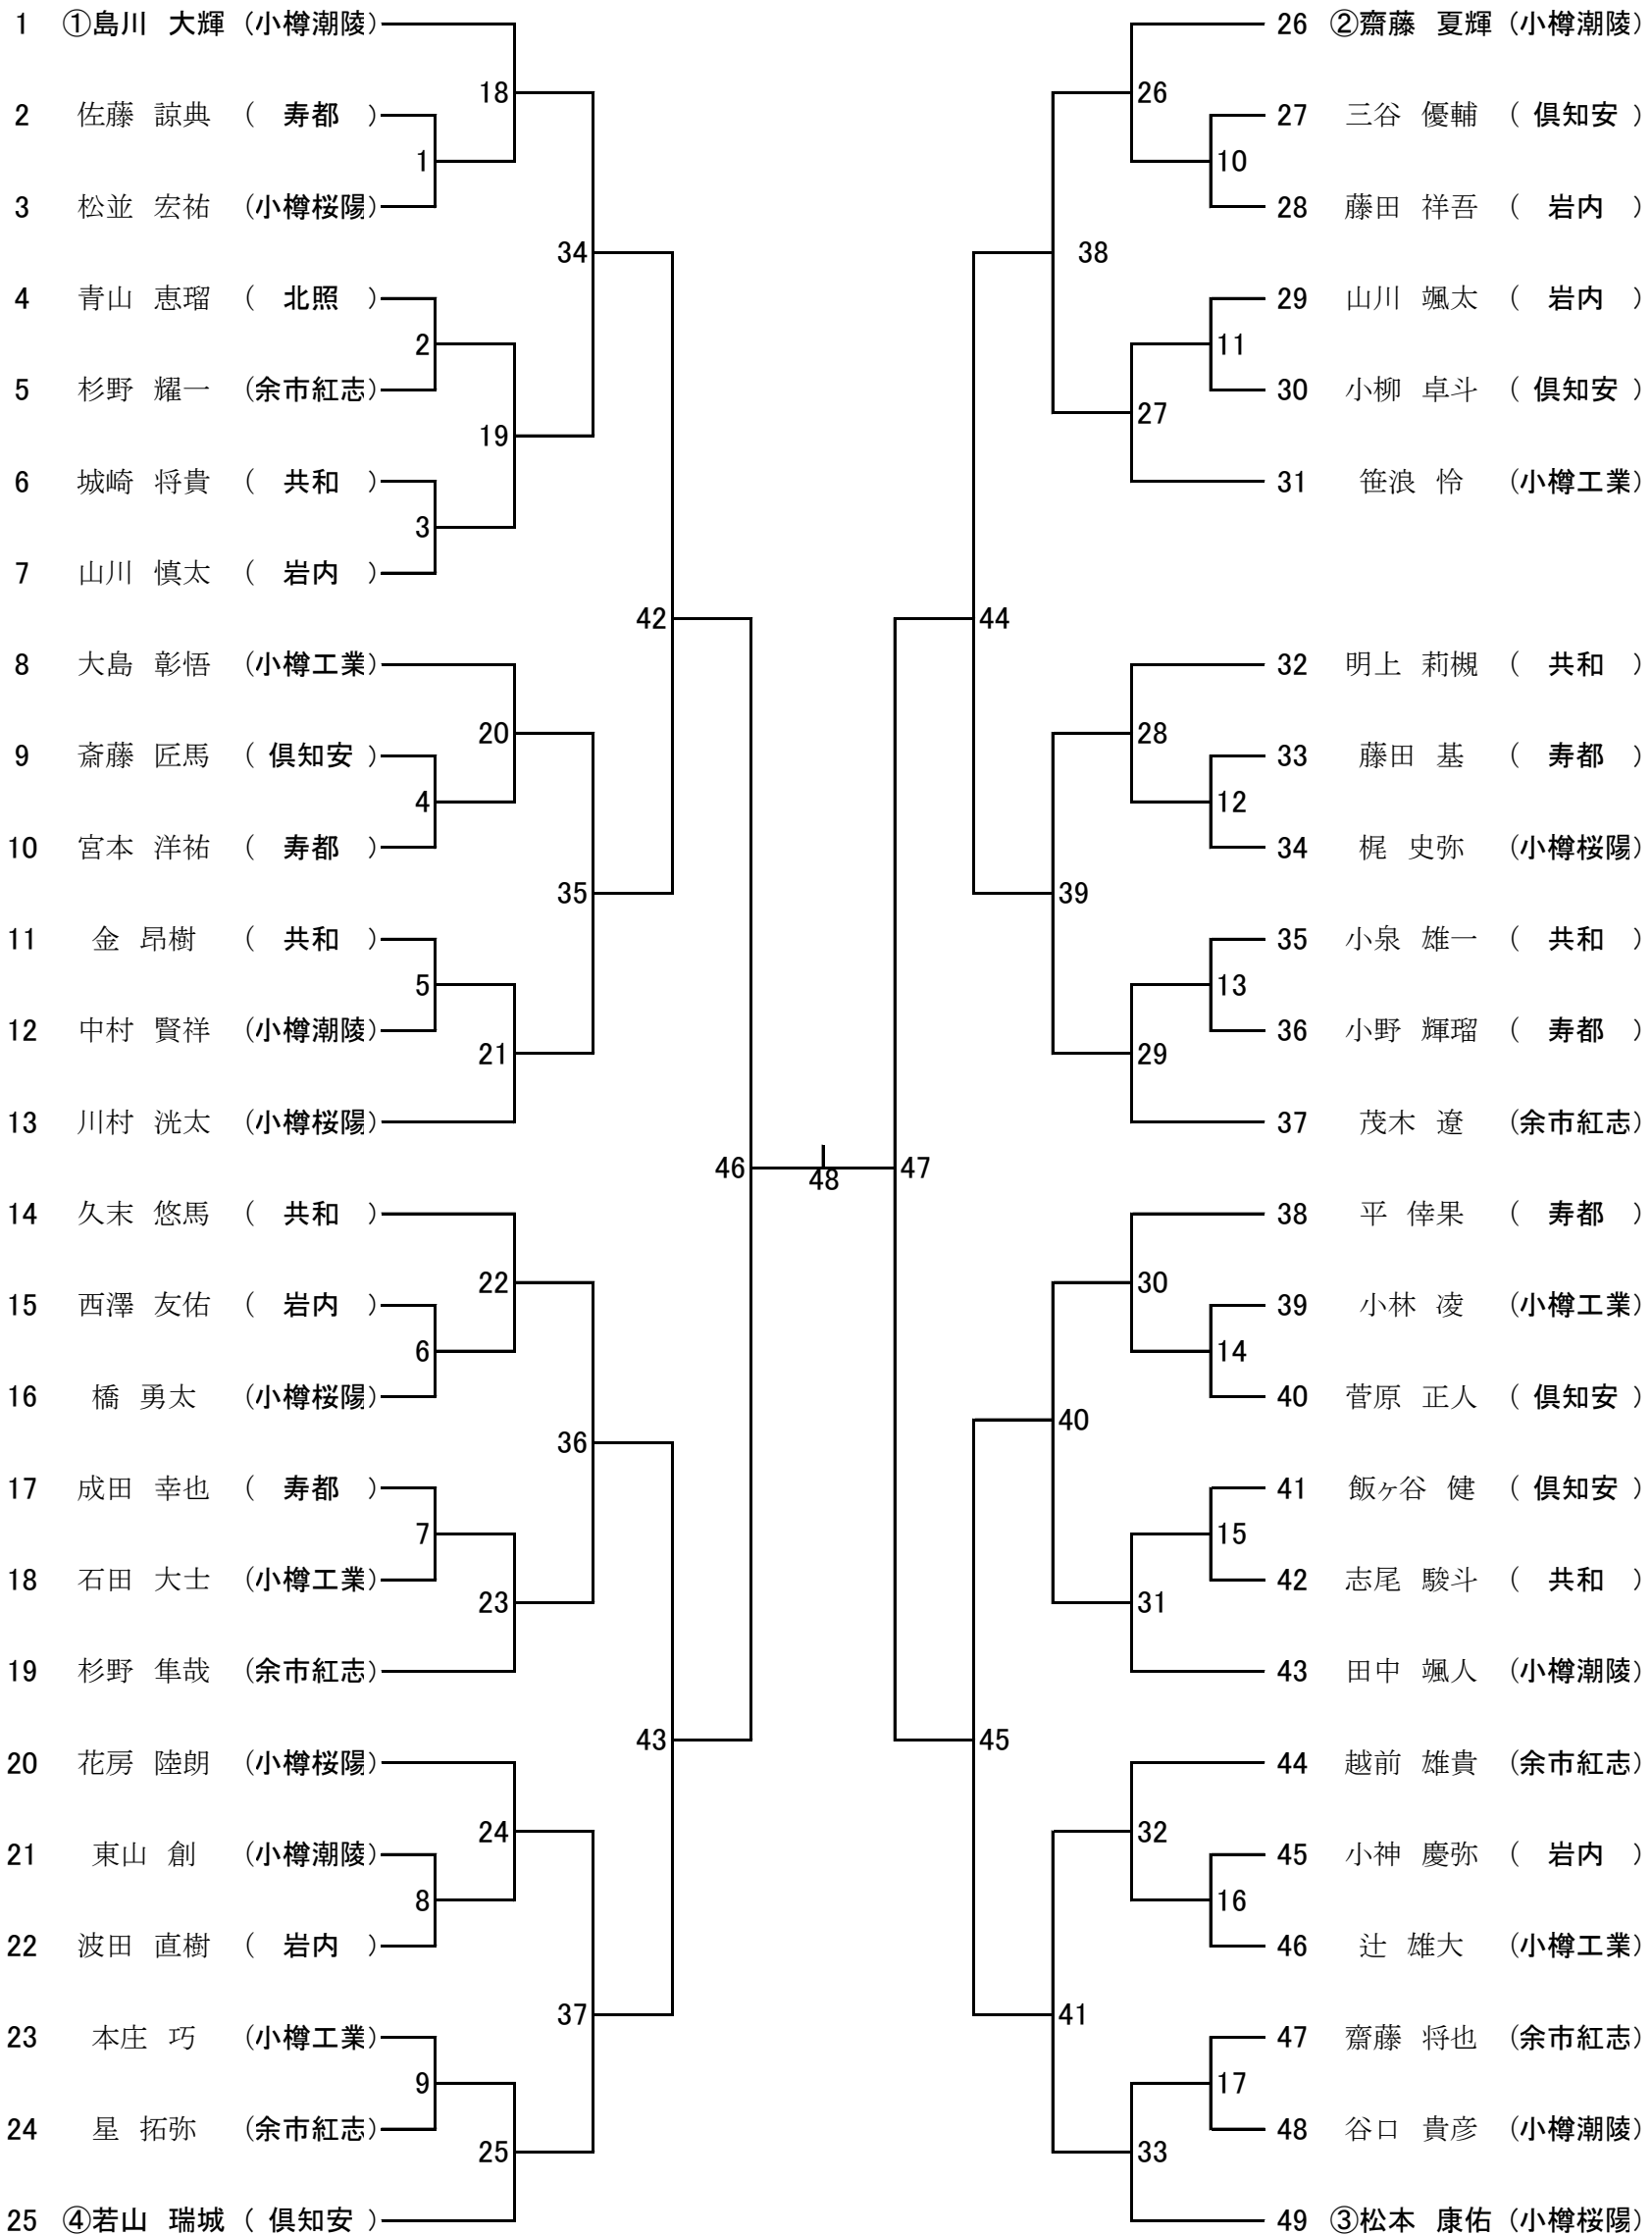 1 ①島川 大輝 (小樽潮陵)
18
2 佐藤 諒典 ( 寿都 )
1
3 松並 宏祐 (小樽桜陽)
34
4 青山 恵瑠 ( 北照 )
2
5 杉野 耀一 (余市紅志)
19
6 城崎 将貴 ( 共和 )
3
7 山川 慎太 ( 岩内 )
42
8 大島 彰悟 (小樽工業)
20
9 斎藤 匠馬 ( 倶知安 )
4
10 宮本 洋祐 ( 寿都 )
35
11 金 昂樹 ( 共和 )
5
12 中村 賢祥 (小樽潮陵)
21
13 川村 洸太 (小樽桜陽)
46
48
14 久末 悠馬 ( 共和 )
22
15 西澤 友佑 ( 岩内 )
6
16 橋 勇太 (小樽桜陽)
36
17 成田 幸也 ( 寿都 )
7
18 石田 大士 (小樽工業)
23
19 杉野 隼哉 (余市紅志)
43
20 花房 陸朗 (小樽桜陽)
24
21 東山 創 (小樽潮陵)
8
22 波田 直樹 ( 岩内 )
37
23 本庄 巧 (小樽工業)
9
24 星 拓弥 (余市紅志)
25
25 ④若山 瑞城 ( 倶知安 )
26 ②齋藤 夏輝 (小樽潮陵)
26
27 三谷 優輔 ( 倶知安 )
10
28 藤田 祥吾 ( 岩内 )
38
29 山川 颯太 ( 岩内 )
11
30 小柳 卓斗 ( 倶知安 )
27
31 笹浪 怜 (小樽工業)
44
32 明上 莉槻 ( 共和 )
28
33 藤田 基 ( 寿都 )
12
34 梶 史弥 (小樽桜陽)
39
35 小泉 雄一 ( 共和 )
13
36 小野 輝瑠 ( 寿都 )
29
37 茂木 遼 (余市紅志)
47
38 平 倖果 ( 寿都 )
30
39 小林 凌 (小樽工業)
14
40 菅原 正人 ( 倶知安 )
40
41 飯ヶ谷 健 ( 倶知安 )
15
42 志尾 駿斗 ( 共和 )
31
43 田中 颯人 (小樽潮陵)
45
44 越前 雄貴 (余市紅志)
32
45 小神 慶弥 ( 岩内 )
16
46 辻 雄大 (小樽工業)
41
47 齋藤 将也 (余市紅志)
17
48 谷口 貴彦 (小樽潮陵)
33
49 ③松本 康佑 (小樽桜陽)